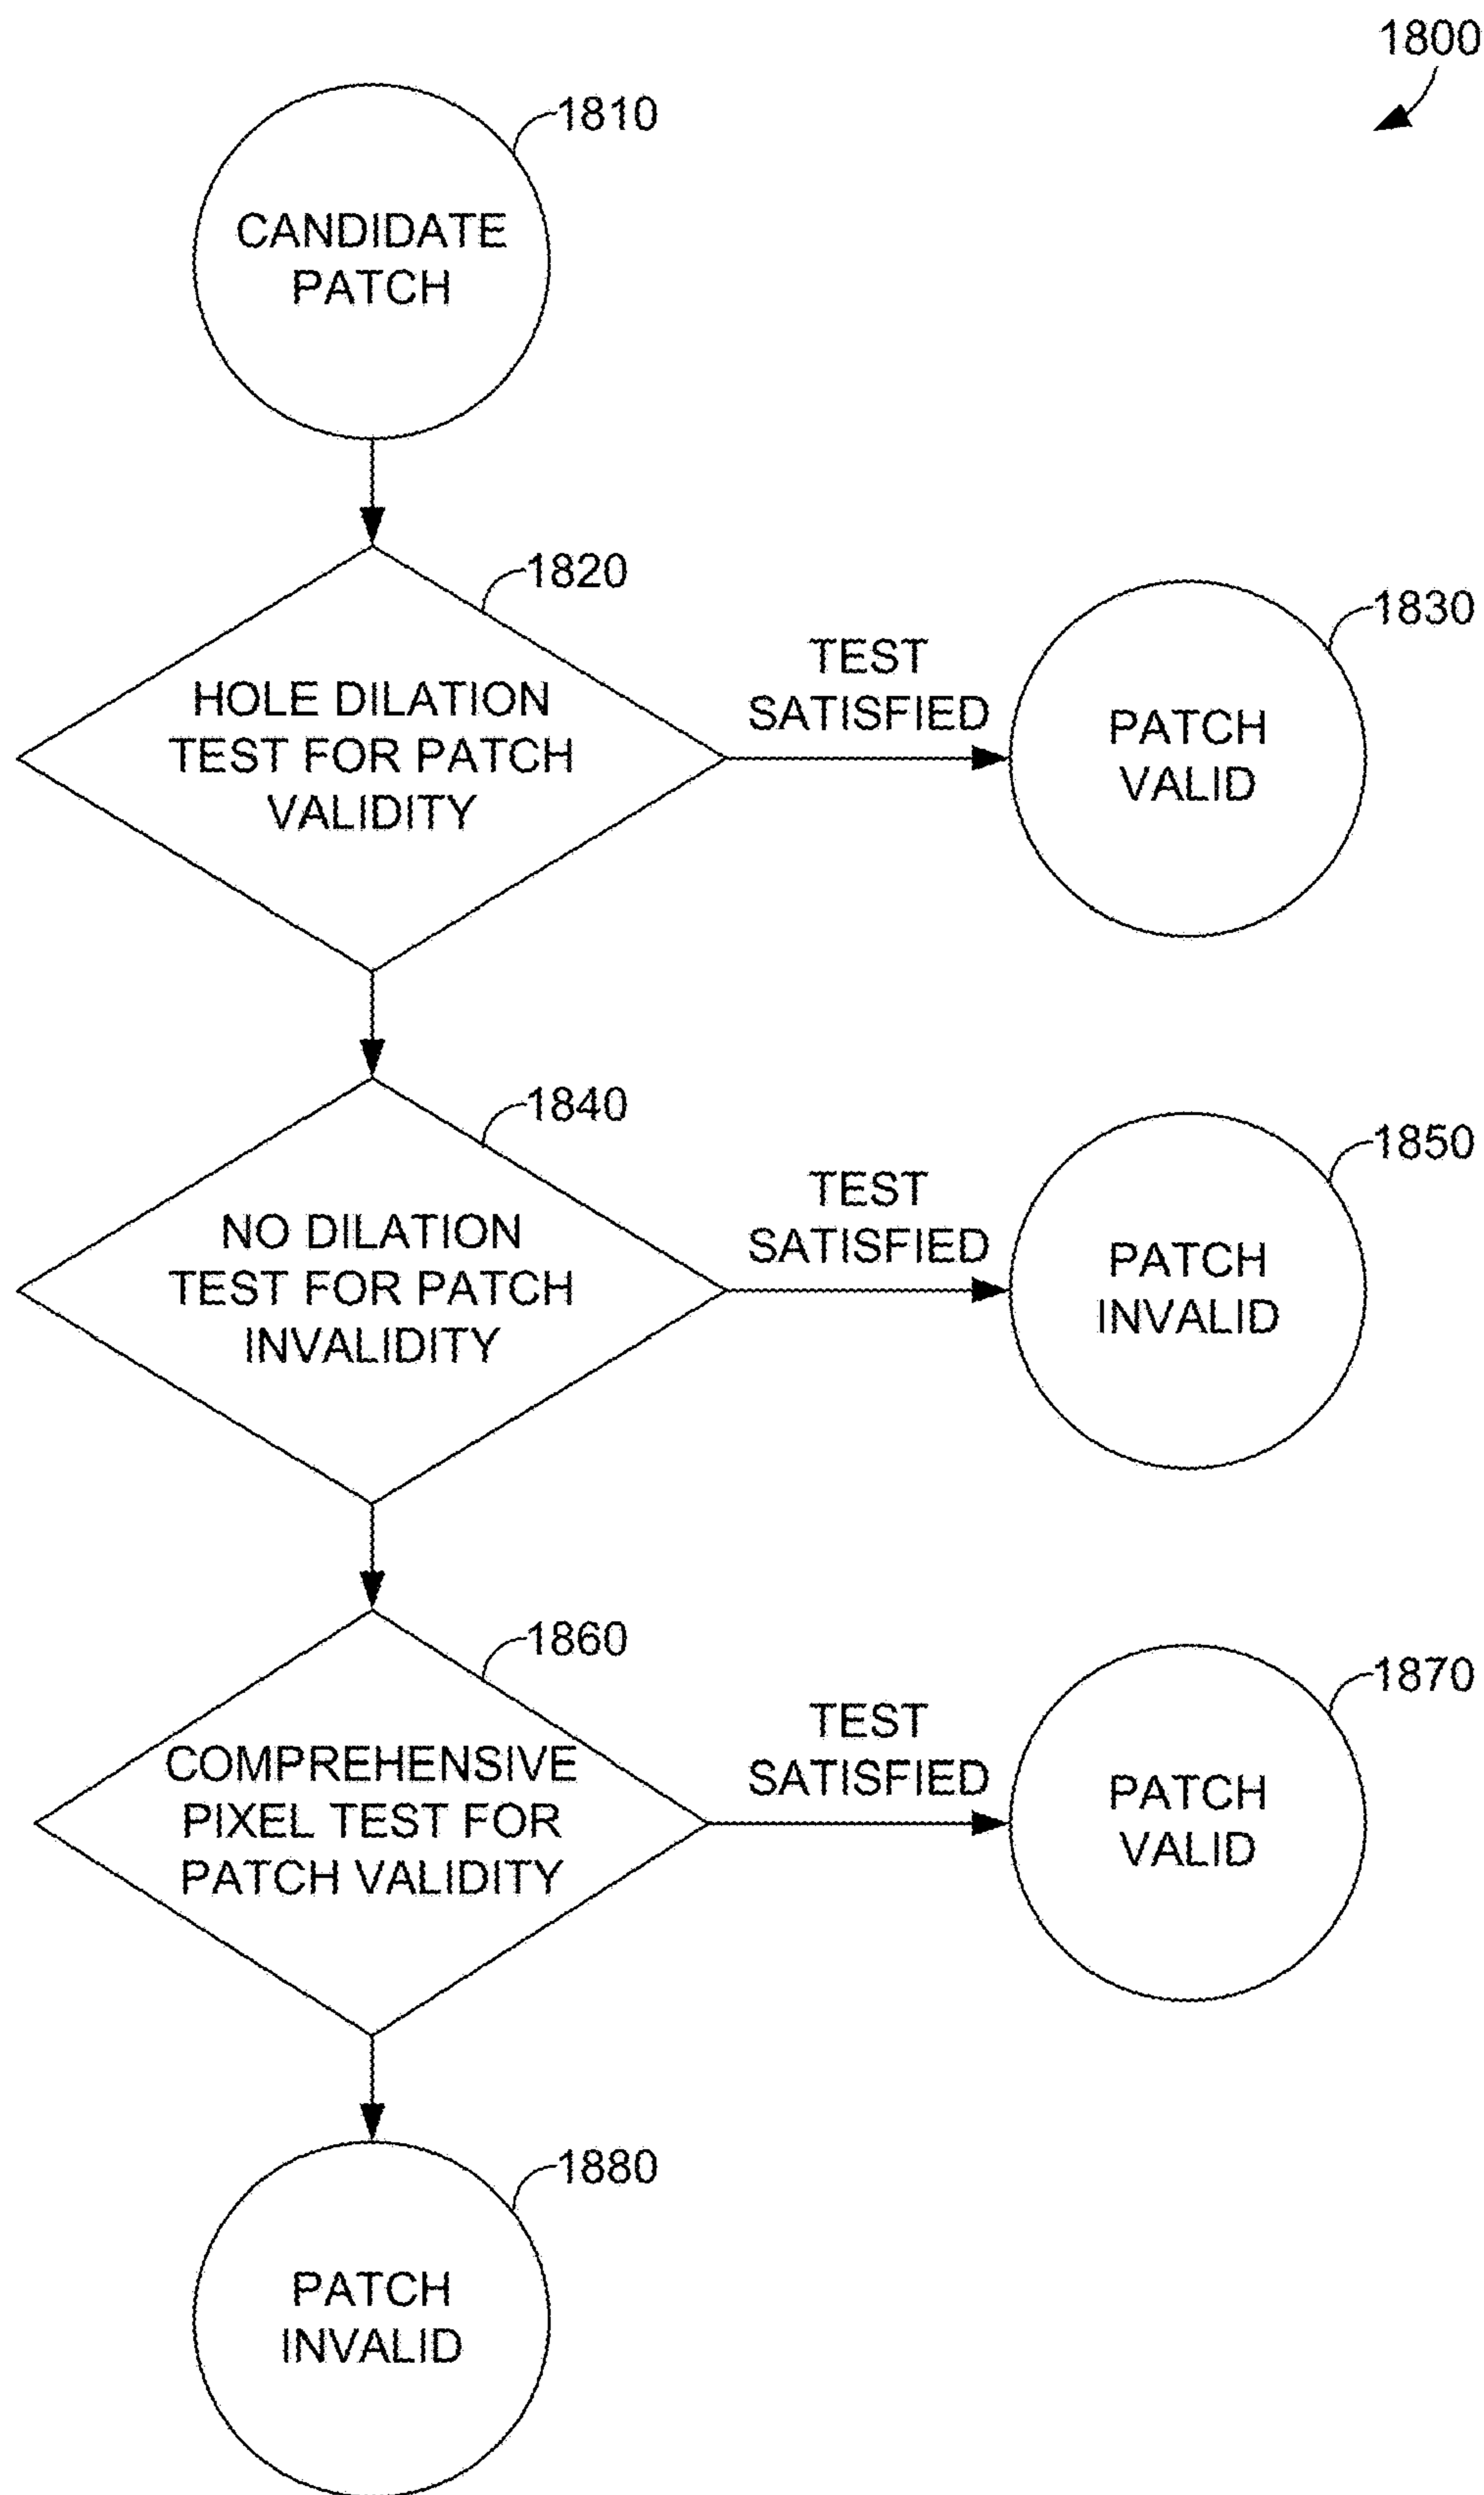 1800
1810
CANDIDATE
PATCH
1820
HOLE DILATION
TEST FOR PATCH
VALIDITY
TEST
SATISFIED
1830
PATCH
VALID
1840
NO DILATION
TEST FOR PATCH
INVALIDITY
TEST
SATISFIED
1850
PATCH
INVALID
1860
COMPREHENSIVE
PIXEL TEST FOR
PATCH VALIDITY
TEST
SATISFIED
1870
PATCH
VALID
1880
PATCH
INVALID